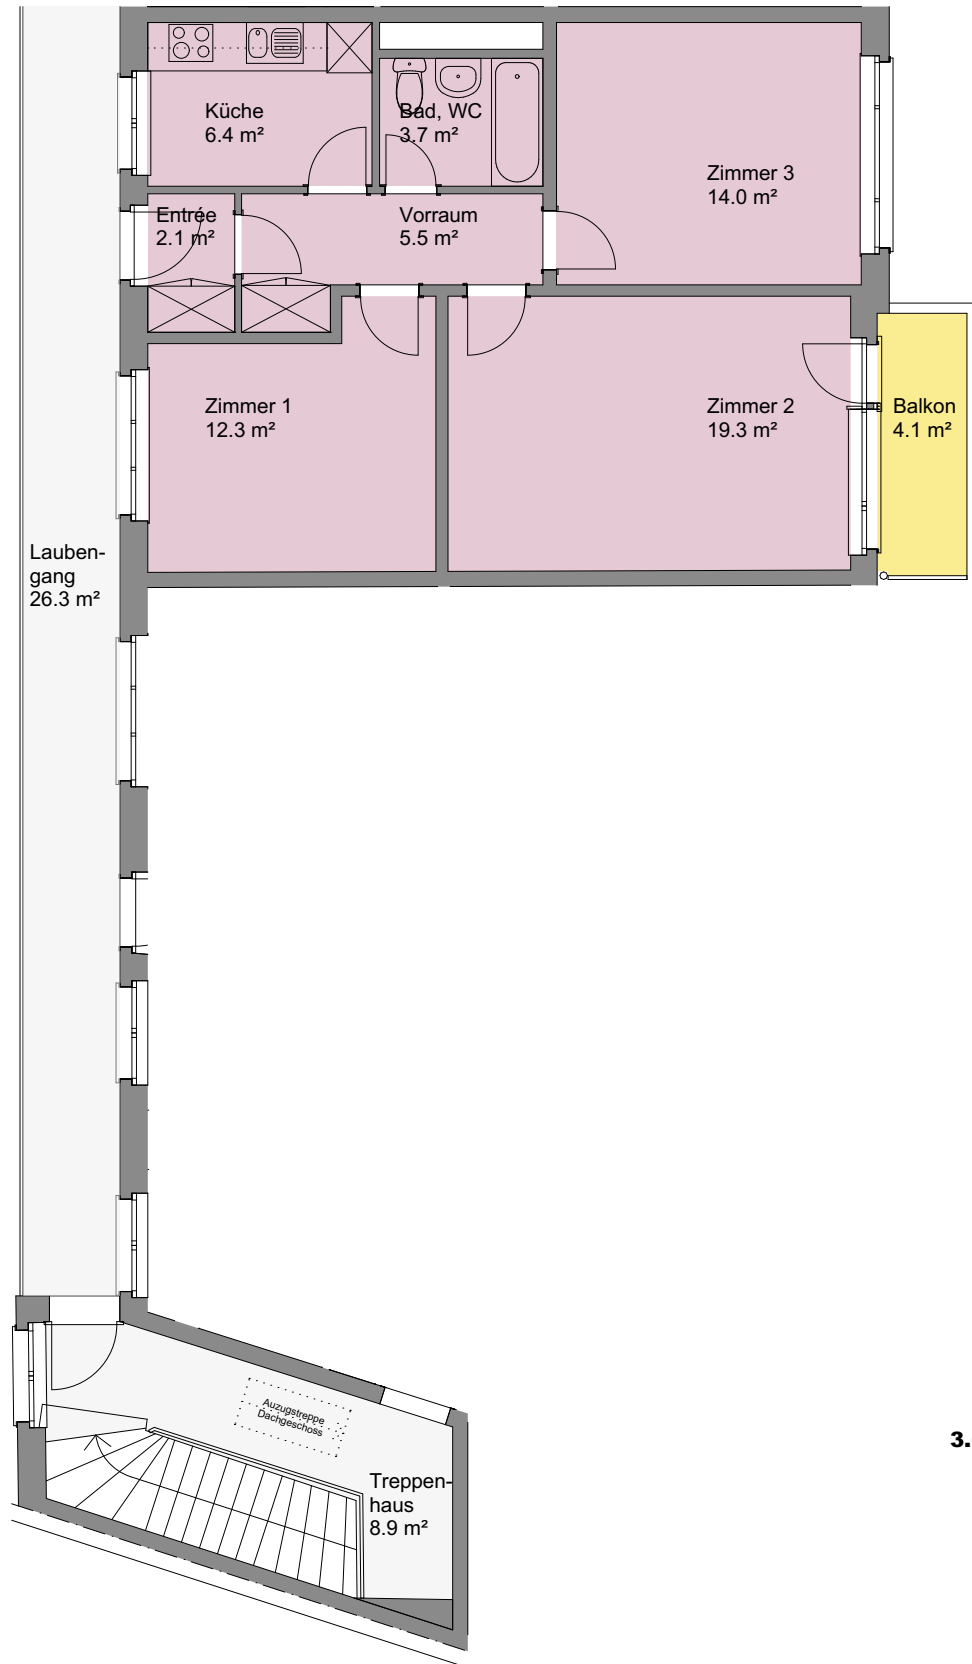 Küche
6.4 m²
Bad, WC
3.7 m²
Zimmer 3
14.0 m²
Entrée
2.1 m²
Vorraum
5.5 m²
Zimmer 1
12.3 m²
Zimmer 2
19.3 m²
Balkon
4.1 m²
Lauben-
gang
26.3 m²
Auzugstreppe
Dachgeschoss
Treppen-
haus
8.9 m²
3.